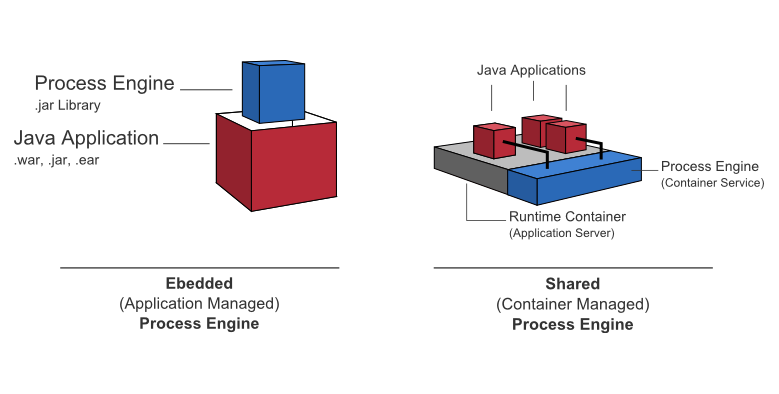 Process Engine
.jar Library
Java Application
.war, .jar, .ear
Ebedded
(Application Managed)
Process Engine
Java Applications
Process Engine
(Container Service)
Runtime Container
(Application Server)
Shared
(Container Managed)
Process Engine